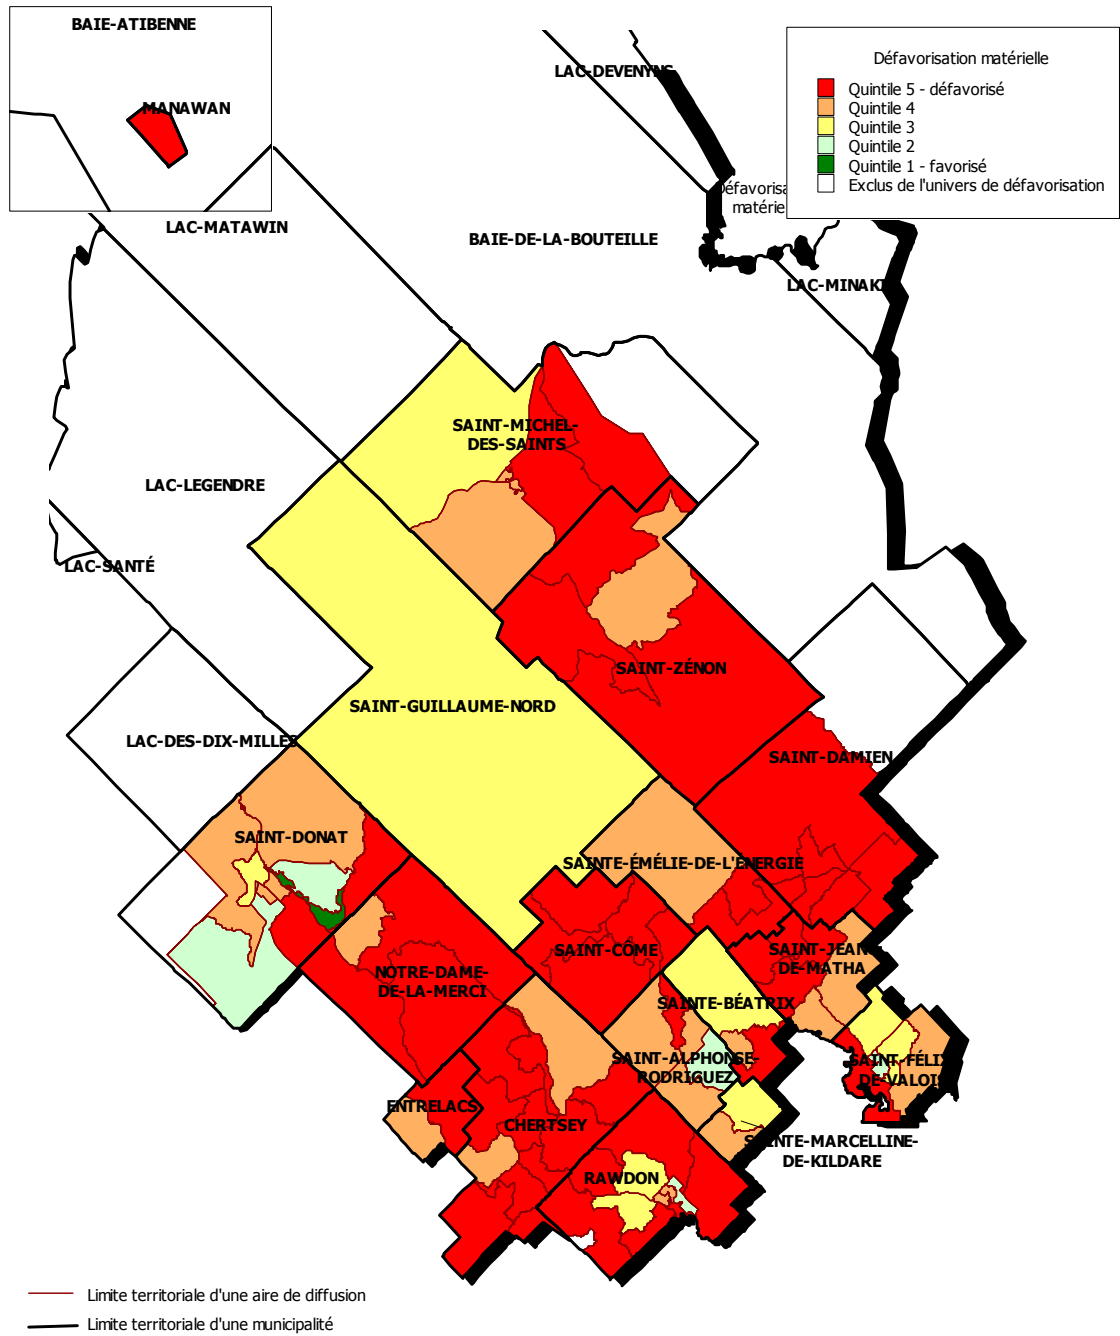 BAIE-ATIBENNE
MANAWAN
LAC-DEVENYNS
Défavorisation matérielle
Quintile 5 - défavorisé
Quintile 4
Quintile 3
Quintile 2
Quintile 1 - favorisé
Exclus de l'univers de défavorisation
Défavorisa
matérie
LAC-MATAWIN
BAIE-DE-LA-BOUTEILLE
LAC-MINAKI
SAINT-MICHEL-
DES-SAINTS
LAC-LEGENDRE
LAC-SANTÉ
SAINT-ZÉNON
SAINT-GUILLAUME-NORD
LAC-DES-DIX-MILLES
SAINT-DAMIEN
SAINT-DONAT
SAINTE-ÉMÉLIE-DE-L'ÉNERGIE
SAINT-CÔME
SAINT-JEAN-
DE-MATHA
NOTRE-DAME-
DE-LA-MERCI
SAINTE-BÉATRIX
SAINT-ALPHONSE-
RODRIGUEZ
SAINT-FÉLIX-
DE-VALOIS
ENTRELACS
CHERTSEY
SAINTE-MARCELLINE-
DE-KILDARE
RAWDON
Limite territoriale d'une aire de diffusion
Limite territoriale d'une municipalité